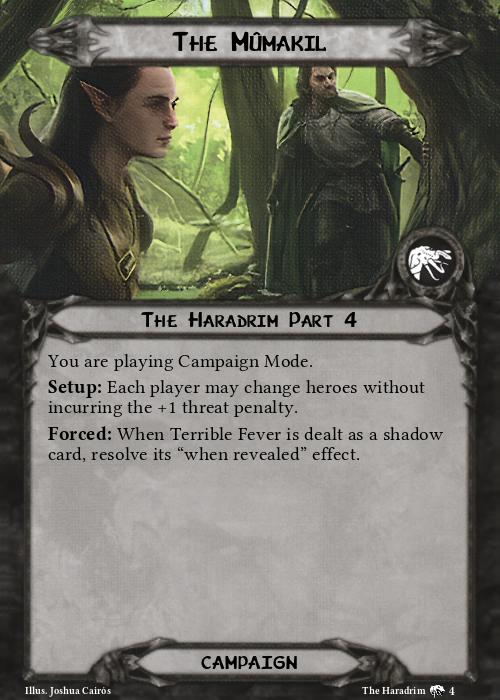 The Mûmakil
The Haradrim Part 4
You are playing Campaign Mode.
Setup: Each player may change heroes without
incurring the +1 threat penalty.
Forced: When Terrible Fever is dealt as a shadow
card, resolve its “when revealed” effect.
CAMPAIGN
Illus. Joshua Cairós
The Haradrim 4